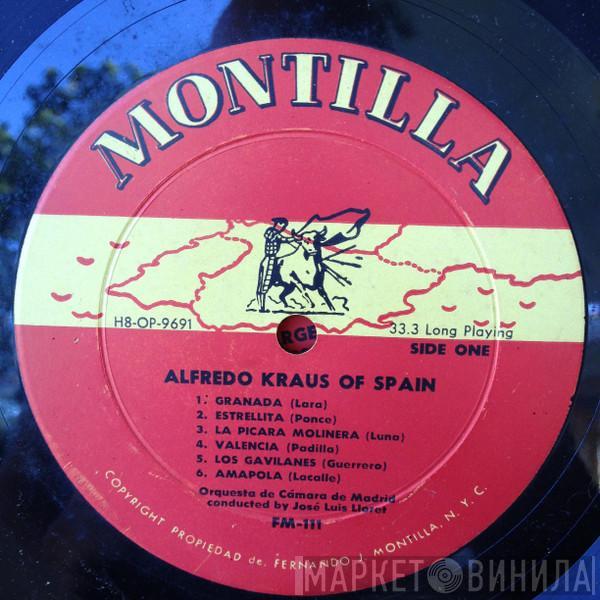 MONTILLA
H8-OP-9691
RGE
33.3 Long Playing
SIDE ONE
ALFREDO KRAUS OF SPAIN
1. GRANADA (Lara)
2. ESTRELLITA (Ponce)
3. LA PICARA MOLINERA (Luna)
4. VALENCIA (Padilla)
5. LOS GAVILANES (Guerrero)
6. AMAPOLA (Lacalle)
Orquesta de Cámara de Madrid
conducted by José Luis Lloret
FM-111
COPYRIGHT PROPIEDAD de. FERNANDO J. MONTILLA, N. Y. C.
МАРКЕТ ВИНИЛА